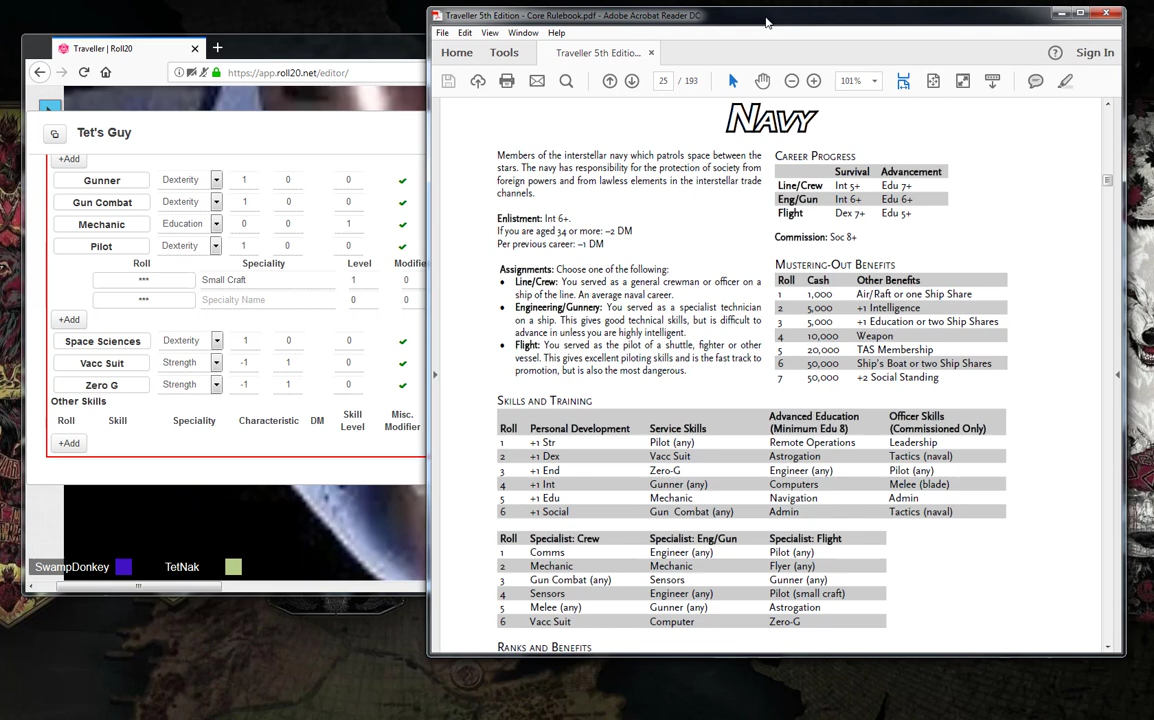 Traveller | Roll20
https://app.roll20.net/editor/
Tet's Guy
+Add
Gunner Dexterity 1 0 0
Gun Combat Dexterity 1 0 0
Mechanic Education 0 0 1
Pilot Dexterity 1 0 0
Roll Speciality Level Modifie
*** Small Craft 1 0
*** Speciality Name 0 0
+Add
Space Sciences Dexterity 1 0 0
Vacc Suit Strength -1 1 0
Zero G Strength -1 1 0
Other Skills
Roll Skill Speciality Characteristic DM Skill Level Misc. Modifier
+Add
SwampDonkey TetNak
Traveller 5th Edition - Core Rulebook.pdf - Adobe Acrobat Reader DC
File Edit View Window Help
Home Tools Traveller 5th Editio... Sign In
25 / 193 101%
NAVY
Members of the interstellar navy which patrols space between the
stars. The navy has responsibility for the protection of society from
foreign powers and from lawless elements in the interstellar trade
channels.
Enlistment: Int 6+.
If you are aged 34 or more: –2 DM
Per previous career: –1 DM
Assignments: Choose one of the following:
• Line/Crew: You served as a general crewman or officer on a
ship of the line. An average naval career.
• Engineering/Gunnery: You served as a specialist technician
on a ship. This gives good technical skills, but is difficult to
advance in unless you are highly intelligent.
• Flight: You served as the pilot of a shuttle, fighter or other
vessel. This gives excellent piloting skills and is the fast track to
promotion, but is also the most dangerous.
Career Progress
Survival Advancement
Line/Crew Int 5+ Edu 7+
Eng/Gun Int 6+ Edu 6+
Flight Dex 7+ Edu 5+
Commission: Soc 8+
Mustering-Out Benefits
Roll Cash Other Benefits
1 1,000 Air/Raft or one Ship Share
2 5,000 +1 Intelligence
3 5,000 +1 Education or two Ship Shares
4 10,000 Weapon
5 20,000 TAS Membership
6 50,000 Ship's Boat or two Ship Shares
7 50,000 +2 Social Standing
Skills and Training
Roll Personal Development Service Skills Advanced Education (Minimum Edu 8) Officer Skills (Commissioned Only)
1 +1 Str Pilot (any) Remote Operations Leadership
2 +1 Dex Vacc Suit Astrogation Tactics (naval)
3 +1 End Zero-G Engineer (any) Pilot (any)
4 +1 Int Gunner (any) Computers Melee (blade)
5 +1 Edu Mechanic Navigation Admin
6 +1 Social Gun Combat (any) Admin Tactics (naval)
Roll Specialist: Crew Specialist: Eng/Gun Specialist: Flight
1 Comms Engineer (any) Pilot (any)
2 Mechanic Mechanic Flyer (any)
3 Gun Combat (any) Sensors Gunner (any)
4 Sensors Engineer (any) Pilot (small craft)
5 Melee (any) Gunner (any) Astrogation
6 Vacc Suit Computer Zero-G
Ranks and Benefits